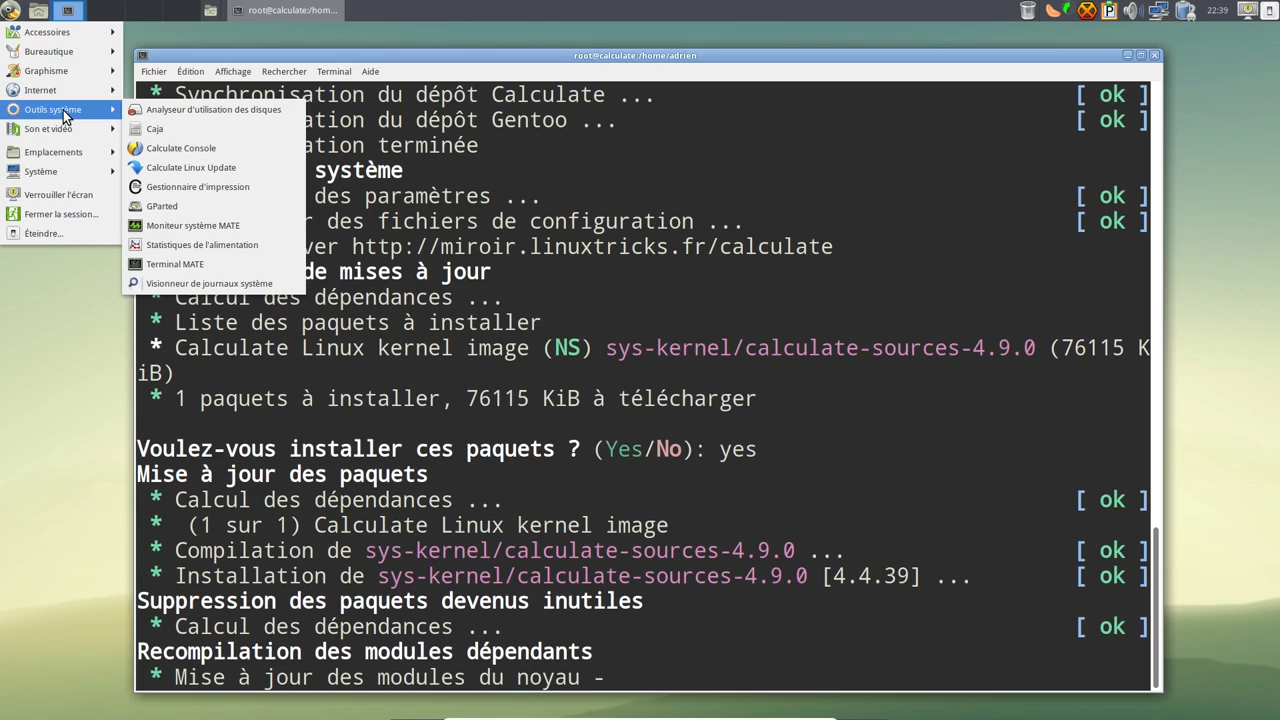 root@calculate:/hom...
22:39
Accessoires
Bureautique
Graphisme
Internet
Outils système
Son et vidéo
Emplacements
Système
Verrouiller l'écran
Fermer la session...
Éteindre...
Analyseur d'utilisation des disques
Caja
Calculate Console
Calculate Linux Update
Gestionnaire d'impression
GParted
Moniteur système MATE
Statistiques de l'alimentation
Terminal MATE
Visionneur de journaux système
root@calculate:/home/adrien
Fichier Édition Affichage Rechercher Terminal Aide
* Synchronisation du dépôt Calculate ... [ ok ]
* Synchronisation du dépôt Gentoo ... [ ok ]
ation terminée
système
des paramètres ... [ ok ]
r des fichiers de configuration [ ok ]
ver http://miroir.linuxtricks.fr/calculate
de mises à jour
* Calcul des dépendances ...
* Liste des paquets à installer
* Calculate Linux kernel image (NS) sys-kernel/calculate-sources-4.9.0 (76115 K
iB)
* 1 paquets à installer, 76115 KiB à télécharger
Voulez-vous installer ces paquets ? (Yes/No): yes
Mise à jour des paquets
* Calcul des dépendances ... [ ok ]
* (1 sur 1) Calculate Linux kernel image
* Compilation de sys-kernel/calculate-sources-4.9.0 ... [ ok ]
* Installation de sys-kernel/calculate-sources-4.9.0 [4.4.39] ... [ ok ]
Suppression des paquets devenus inutiles
* Calcul des dépendances ... [ ok ]
Recompilation des modules dépendants
* Mise à jour des modules du noyau -